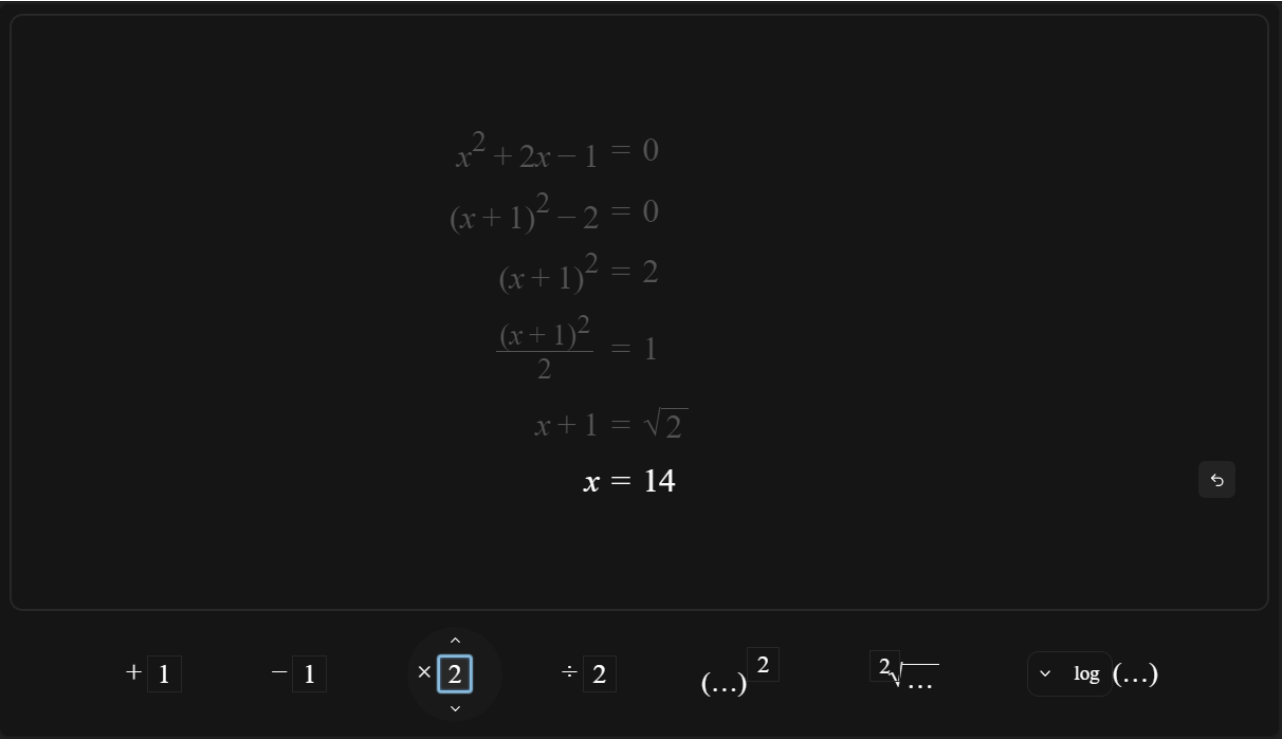 x² + 2x − 1 = 0
(x + 1)² − 2 = 0
(x + 1)² = 2
(x + 1)² / 2 = 1
x + 1 = √2
x = 14
+ 1 − 1 × 2 ÷ 2 (...)² ²√... log (...)